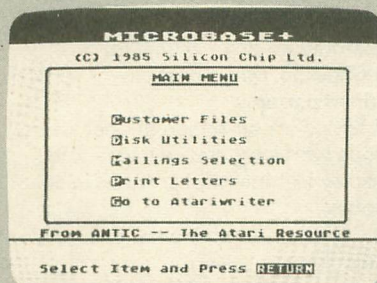 MICROBASE+
(C) 1985 Silicon Chip Ltd.
MAIN MENU
Customer Files
Disk Utilities
Mailings Selection
Print Letters
Go to Atariwriter
From ANTIC -- The Atari Resource
Select Item and Press RETURN